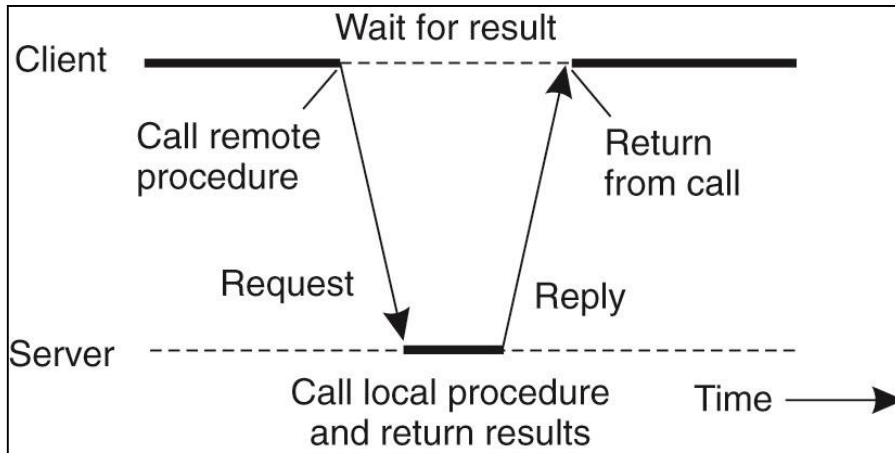 Wait for result
Client
Call remote
procedure
Return
from call
Request
Reply
Server
Call local procedure
and return results
Time